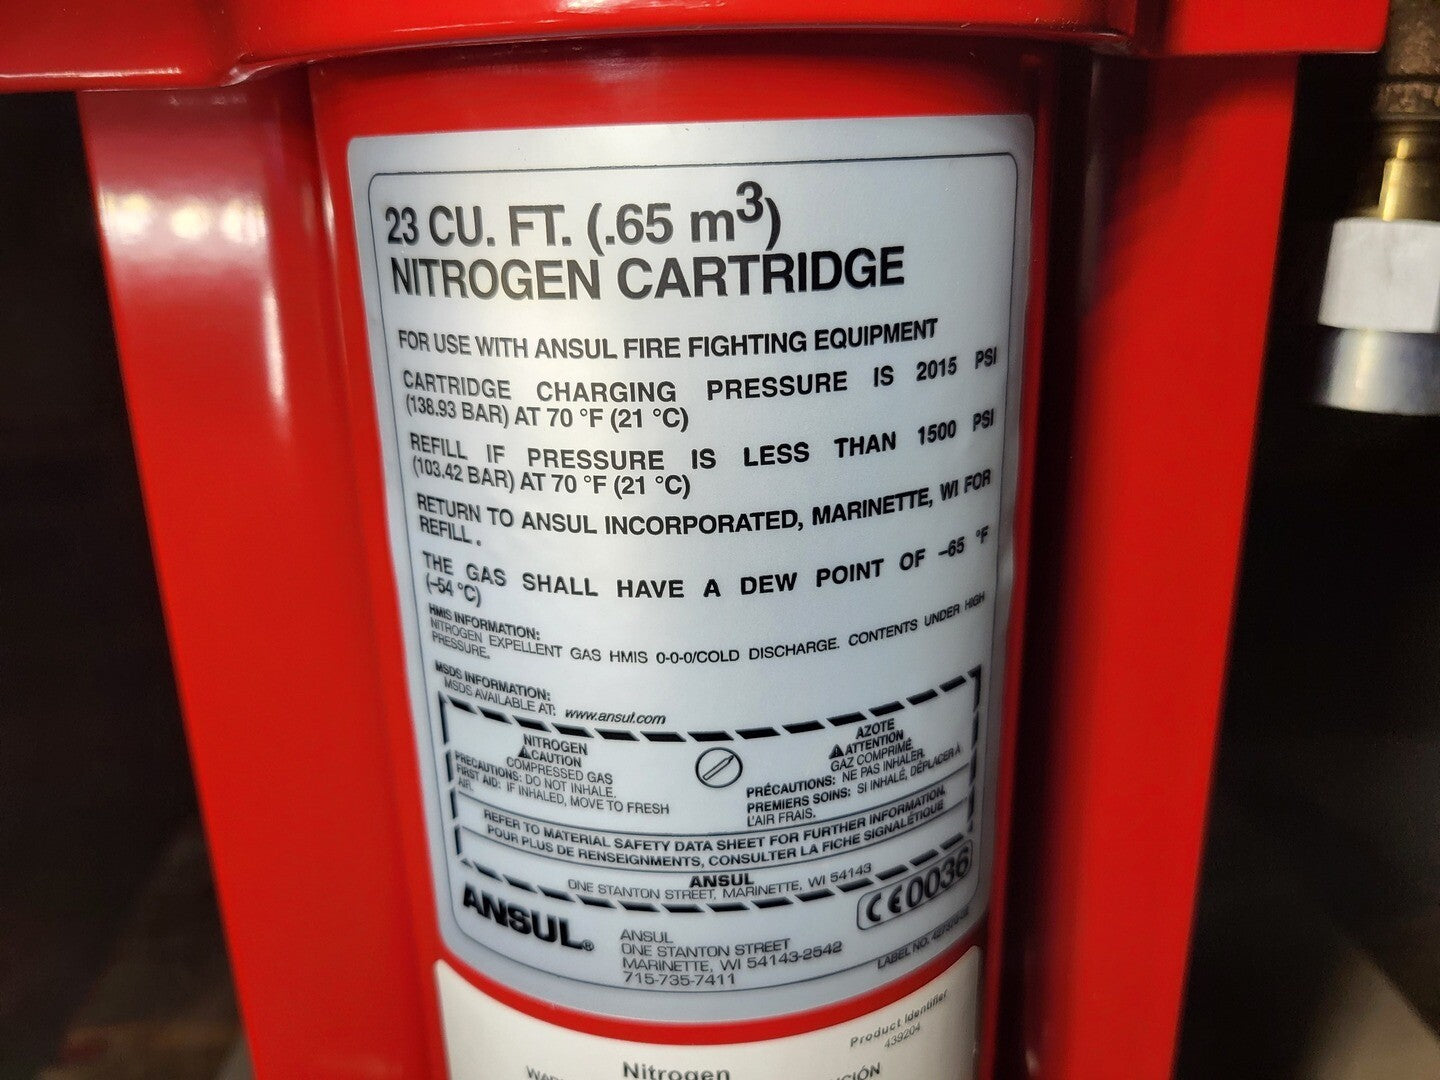 23 CU. FT. (.65 m³)
NITROGEN CARTRIDGE
FOR USE WITH ANSUL FIRE FIGHTING EQUIPMENT
CARTRIDGE CHARGING PRESSURE IS 2015 PSI
(138.93 BAR) AT 70 °F (21 °C)
REFILL IF PRESSURE IS LESS THAN 1500 PSI
(103.42 BAR) AT 70 °F (21 °C)
RETURN TO ANSUL INCORPORATED, MARINETTE, WI FOR
REFILL .
THE GAS SHALL HAVE A DEW POINT OF –65 °F
(–54 °C)
HMIS INFORMATION:
NITROGEN EXPELLENT GAS HMIS 0-0-0/COLD DISCHARGE. CONTENTS UNDER HIGH
PRESSURE.
MSDS INFORMATION:
MSDS AVAILABLE AT: www.ansul.com
NITROGEN
CAUTION
COMPRESSED GAS
PRECAUTIONS: DO NOT INHALE.
FIRST AID: IF INHALED, MOVE TO FRESH
AIR.
AZOTE
ATTENTION
GAZ COMPRIMÉ
PRÉCAUTIONS: NE PAS INHALER.
PREMIERS SOINS: SI INHALÉ, DÉPLACER À
L'AIR FRAIS.
REFER TO MATERIAL SAFETY DATA SHEET FOR FURTHER INFORMATION.
POUR PLUS DE RENSEIGNMENTS, CONSULTER LA FICHE SIGNALÉTIQUE
ANSUL
ONE STANTON STREET, MARINETTE, WI 54143
CE 0036
ANSUL®
ANSUL
ONE STANTON STREET
MARINETTE, WI 54143-2542
715-735-7411
LABEL NO.
Product Identifier
439204
Nitrogen